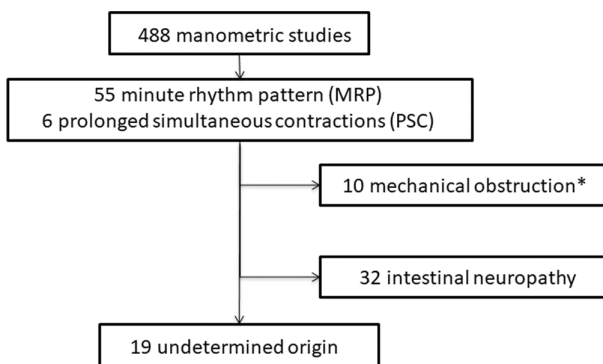 488 manometric studies
55 minute rhythm pattern (MRP)
6 prolonged simultaneous contractions (PSC)
10 mechanical obstruction*
32 intestinal neuropathy
19 undetermined origin